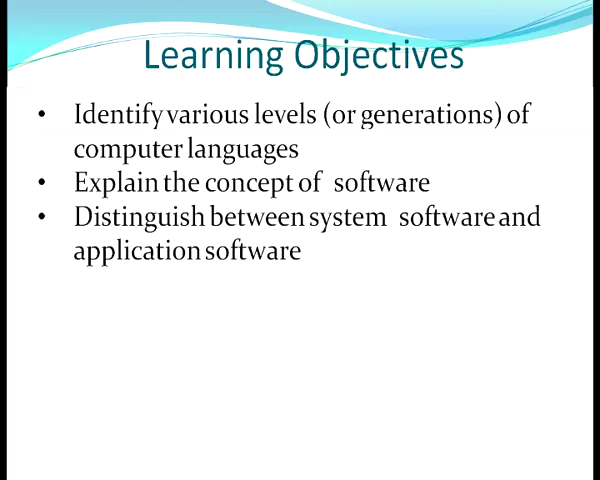 Learning Objectives
• Identify various levels (or generations) of
computer languages
• Explain the concept of software
• Distinguish between system software and
application software